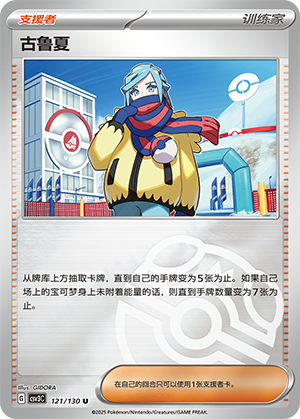 支援者
训练家
古鲁夏
从牌库上方抽取卡牌，直到自己的手牌变为5张为止。如果自己
场上的宝可梦身上未附着能量的话，则直到手牌数量变为7张为
止。
Illus. GIDORA
在自己的回合只可以使用1张支援者卡。
G CSV3C 121/130 U
©2025 Pokémon/Nintendo/Creatures/GAME FREAK.